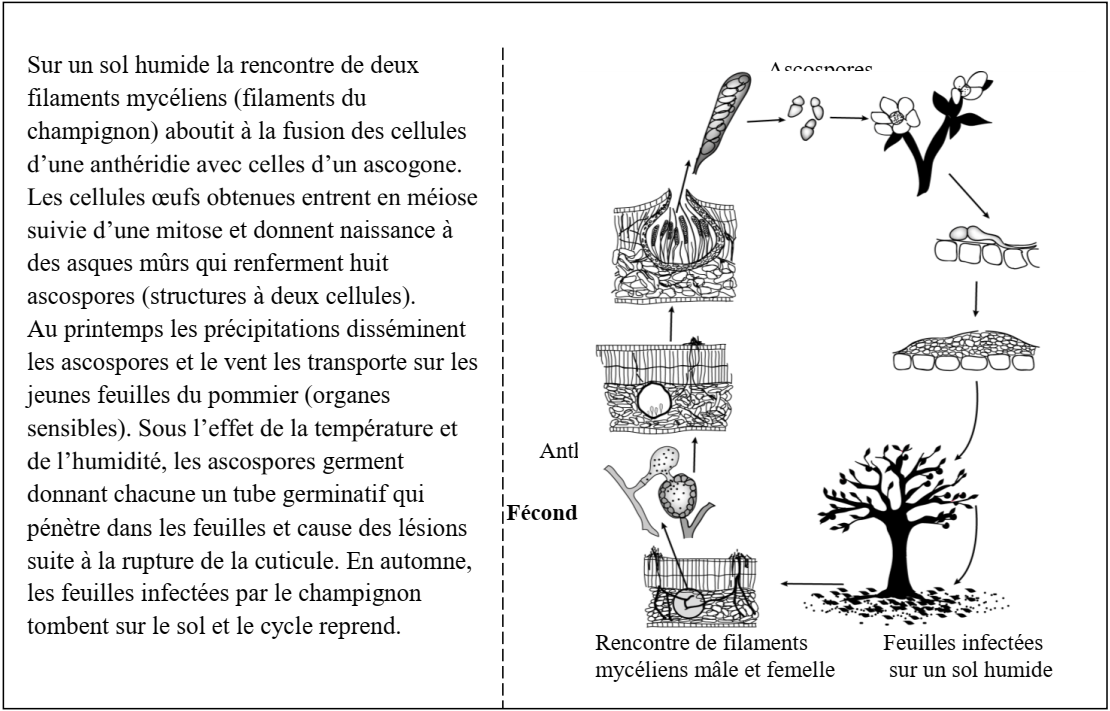 Sur un sol humide la rencontre de deux
filaments mycéliens (filaments du
champignon) aboutit à la fusion des cellules
d’une anthéridie avec celles d’un ascogone.
Les cellules œufs obtenues entrent en méiose
suivie d’une mitose et donnent naissance à
des asques mûrs qui renferment huit
ascospores (structures à deux cellules).
Au printemps les précipitations disséminent
les ascospores et le vent les transporte sur les
jeunes feuilles du pommier (organes
sensibles). Sous l’effet de la température et
de l’humidité, les ascospores germent
donnant chacune un tube germinatif qui
pénètre dans les feuilles et cause des lésions
suite à la rupture de la cuticule. En automne,
les feuilles infectées par le champignon
tombent sur le sol et le cycle reprend.
Ascospores
Fécond
Rencontre de filaments
mycéliens mâle et femelle
Feuilles infectées
sur un sol humide